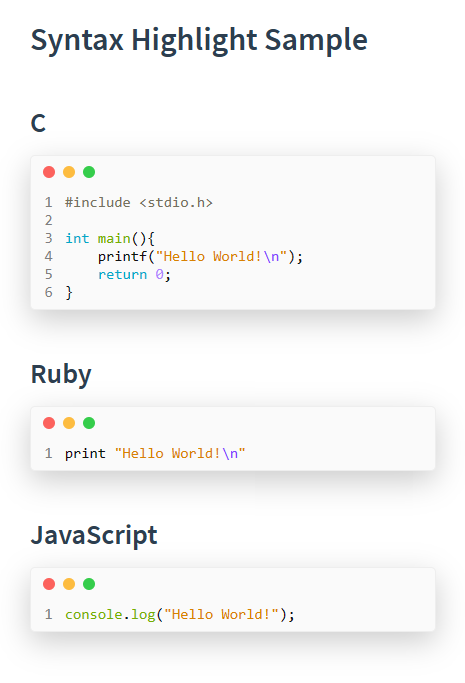 Syntax Highlight Sample
C
1 #include <stdio.h>
2
3 int main(){
4     printf("Hello World!\n");
5     return 0;
6 }
Ruby
1 print "Hello World!\n"
JavaScript
1 console.log("Hello World!");